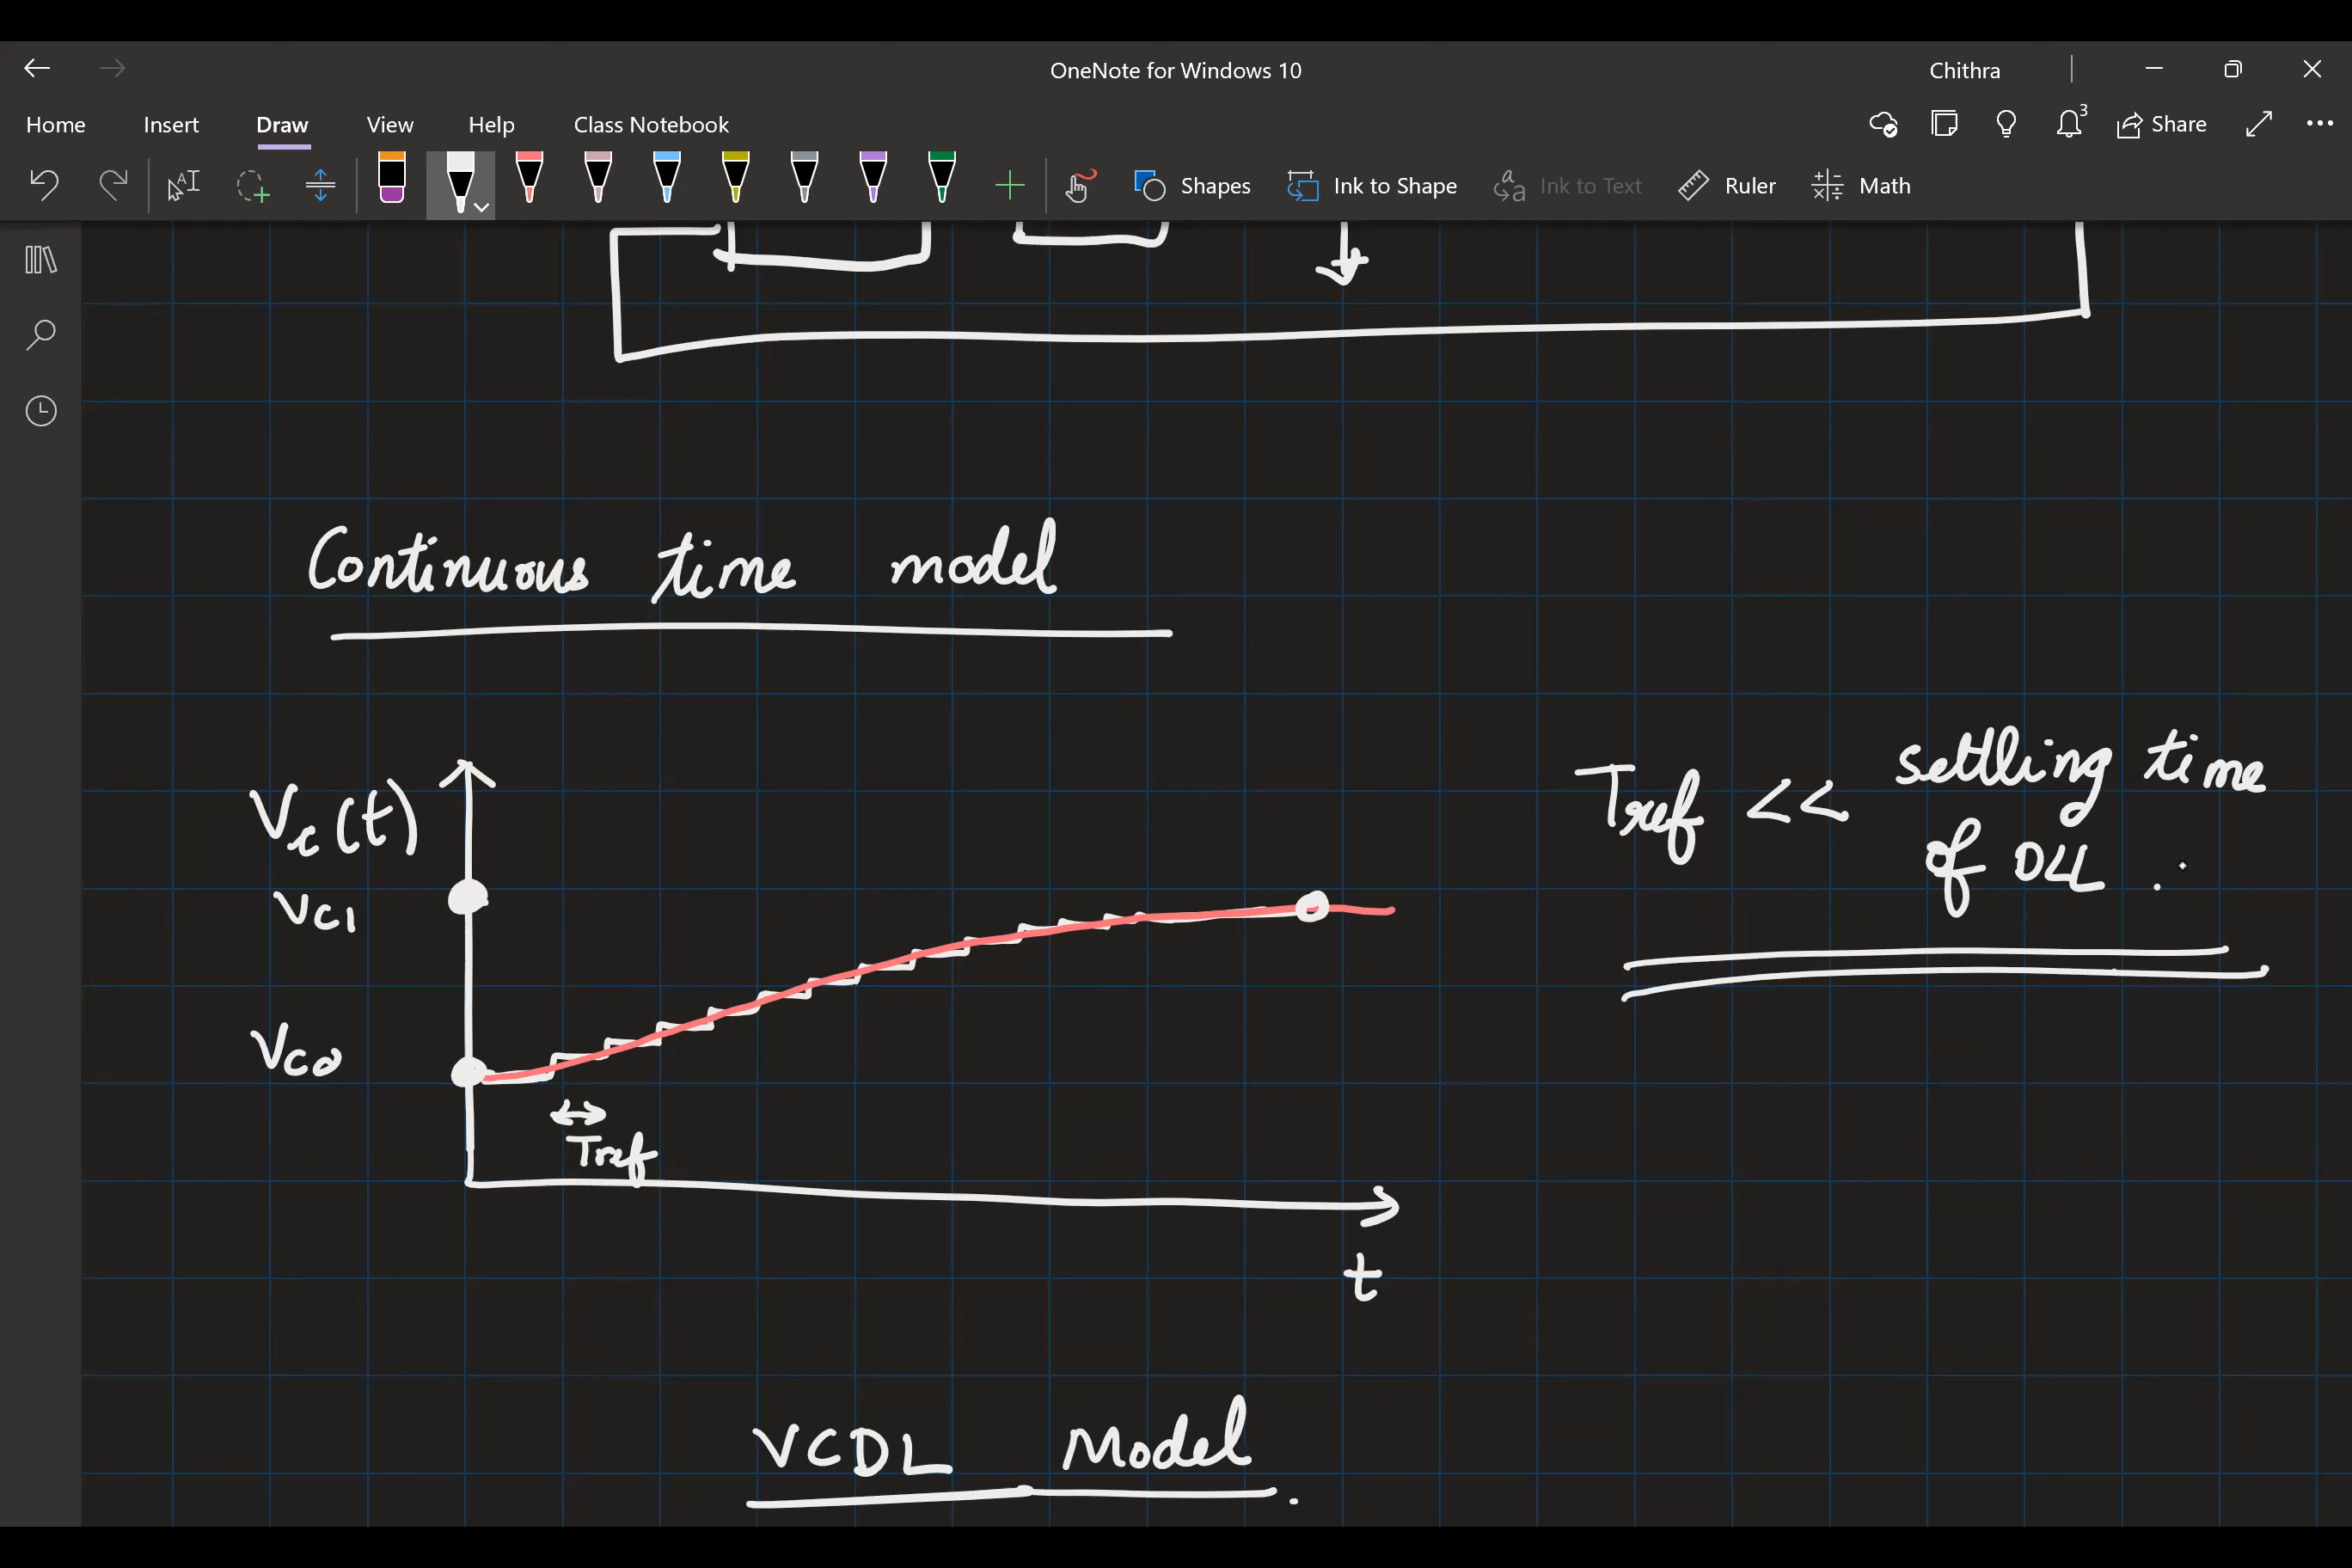 OneNote for Windows 10
Chithra
Home Insert Draw View Help Class Notebook
3
Share
Shapes Ink to Shape Ink to Text Ruler Math
Continuous time model
Vc(t)
VC1
VC0
Tref
t
Tref << settling time
of DLL .
VCDL Model .